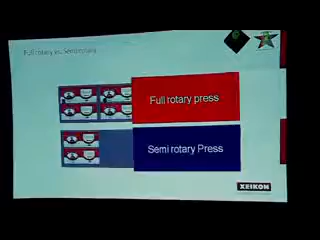 Full rotary vs. Semi rotary
Full rotary press
Semi rotary Press
XEIKON